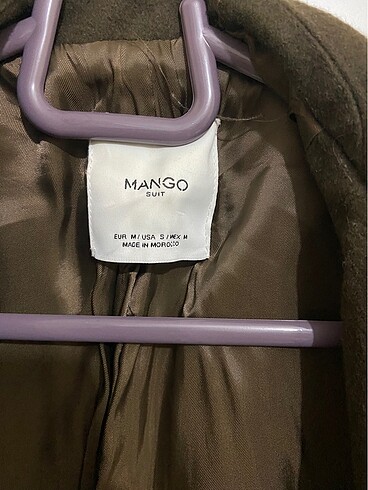 MANGO
SUIT
EUR M / USA S / MEX M
MADE IN MOROCCO